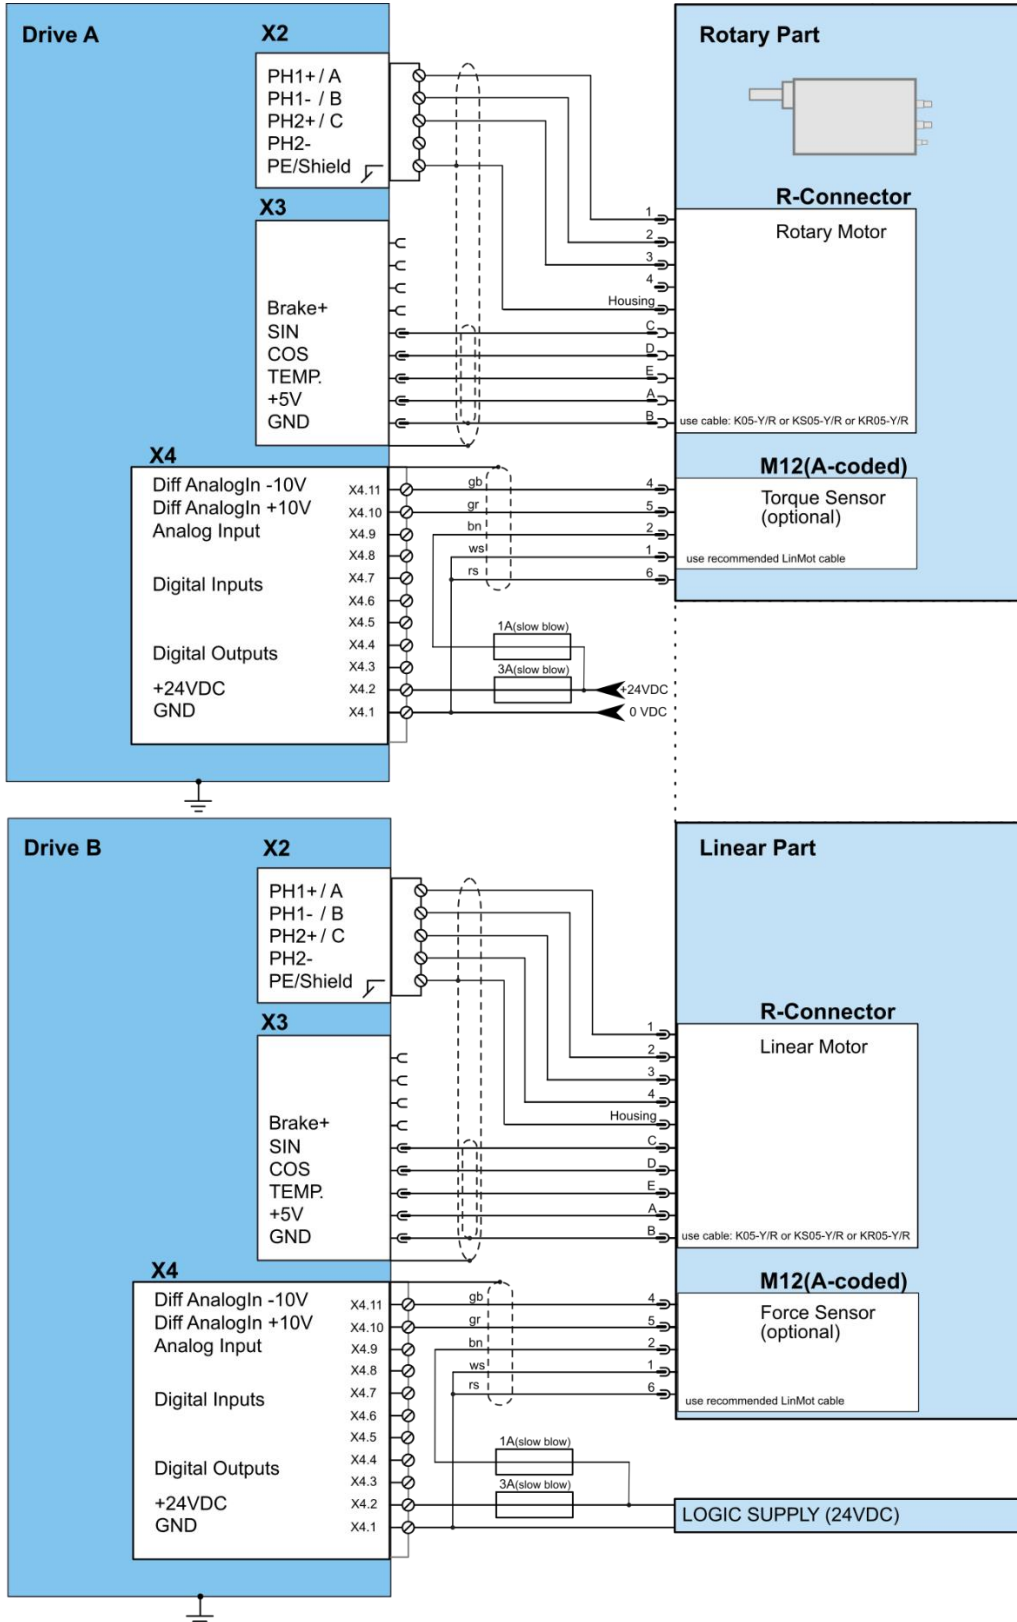 Drive A
X2
PH1+ / A
PH1- / B
PH2+ / C
PH2-
PE/Shield
X3
Brake+
SIN
COS
TEMP.
+5V
GND
X4
Diff AnalogIn -10V
Diff AnalogIn +10V
Analog Input
Digital Inputs
Digital Outputs
+24VDC
GND
X4.11
X4.10
X4.9
X4.8
X4.7
X4.6
X4.5
X4.4
X4.3
X4.2
X4.1
gb
gr
bn
ws
rs
1A(slow blow)
3A(slow blow)
+24VDC
0 VDC
Rotary Part
R-Connector
Rotary Motor
1
2
3
4
Housing
C
D
E
A
B
use cable: K05-Y/R or KS05-Y/R or KR05-Y/R
M12(A-coded)
Torque Sensor
(optional)
use recommended LinMot cable
4
5
2
1
6
Drive B
X2
PH1+ / A
PH1- / B
PH2+ / C
PH2-
PE/Shield
X3
Brake+
SIN
COS
TEMP.
+5V
GND
X4
Diff AnalogIn -10V
Diff AnalogIn +10V
Analog Input
Digital Inputs
Digital Outputs
+24VDC
GND
X4.11
X4.10
X4.9
X4.8
X4.7
X4.6
X4.5
X4.4
X4.3
X4.2
X4.1
gb
gr
bn
ws
rs
1A(slow blow)
3A(slow blow)
Linear Part
R-Connector
Linear Motor
1
2
3
4
Housing
C
D
E
A
B
use cable: K05-Y/R or KS05-Y/R or KR05-Y/R
M12(A-coded)
Force Sensor
(optional)
use recommended LinMot cable
4
5
2
1
6
LOGIC SUPPLY (24VDC)